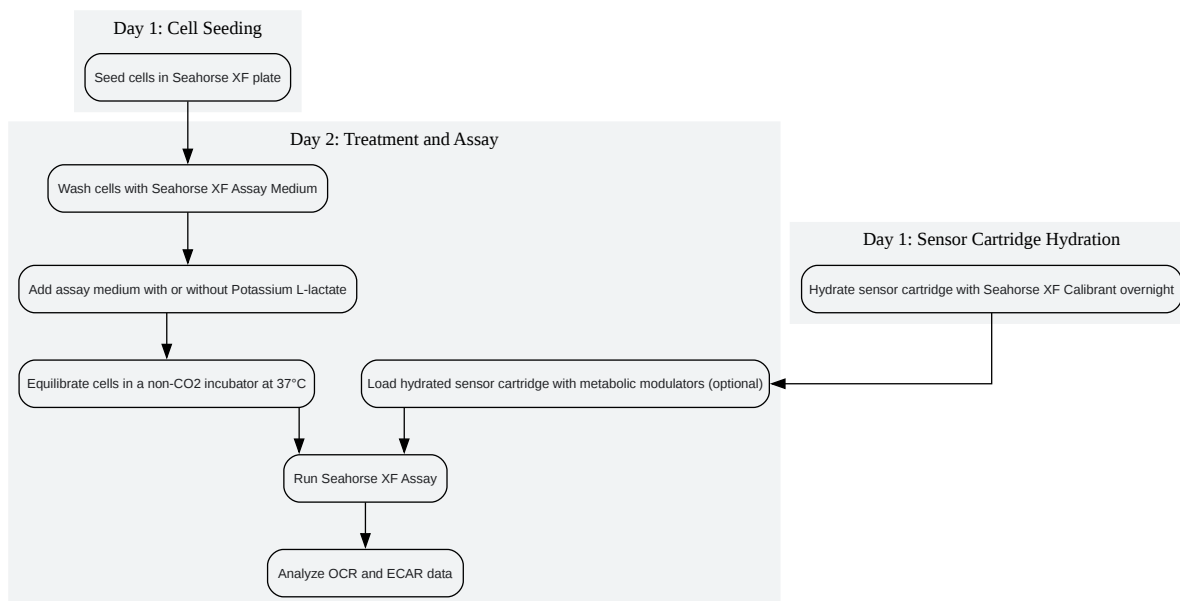 Day 1: Cell Seeding
Seed cells in Seahorse XF plate
Day 2: Treatment and Assay
Wash cells with Seahorse XF Assay Medium
Day 1: Sensor Cartridge Hydration
Add assay medium with or without Potassium L-lactate
Hydrate sensor cartridge with Seahorse XF Calibrant overnight
Equilibrate cells in a non-CO2 incubator at 37°C
Load hydrated sensor cartridge with metabolic modulators (optional)
Run Seahorse XF Assay
Analyze OCR and ECAR data